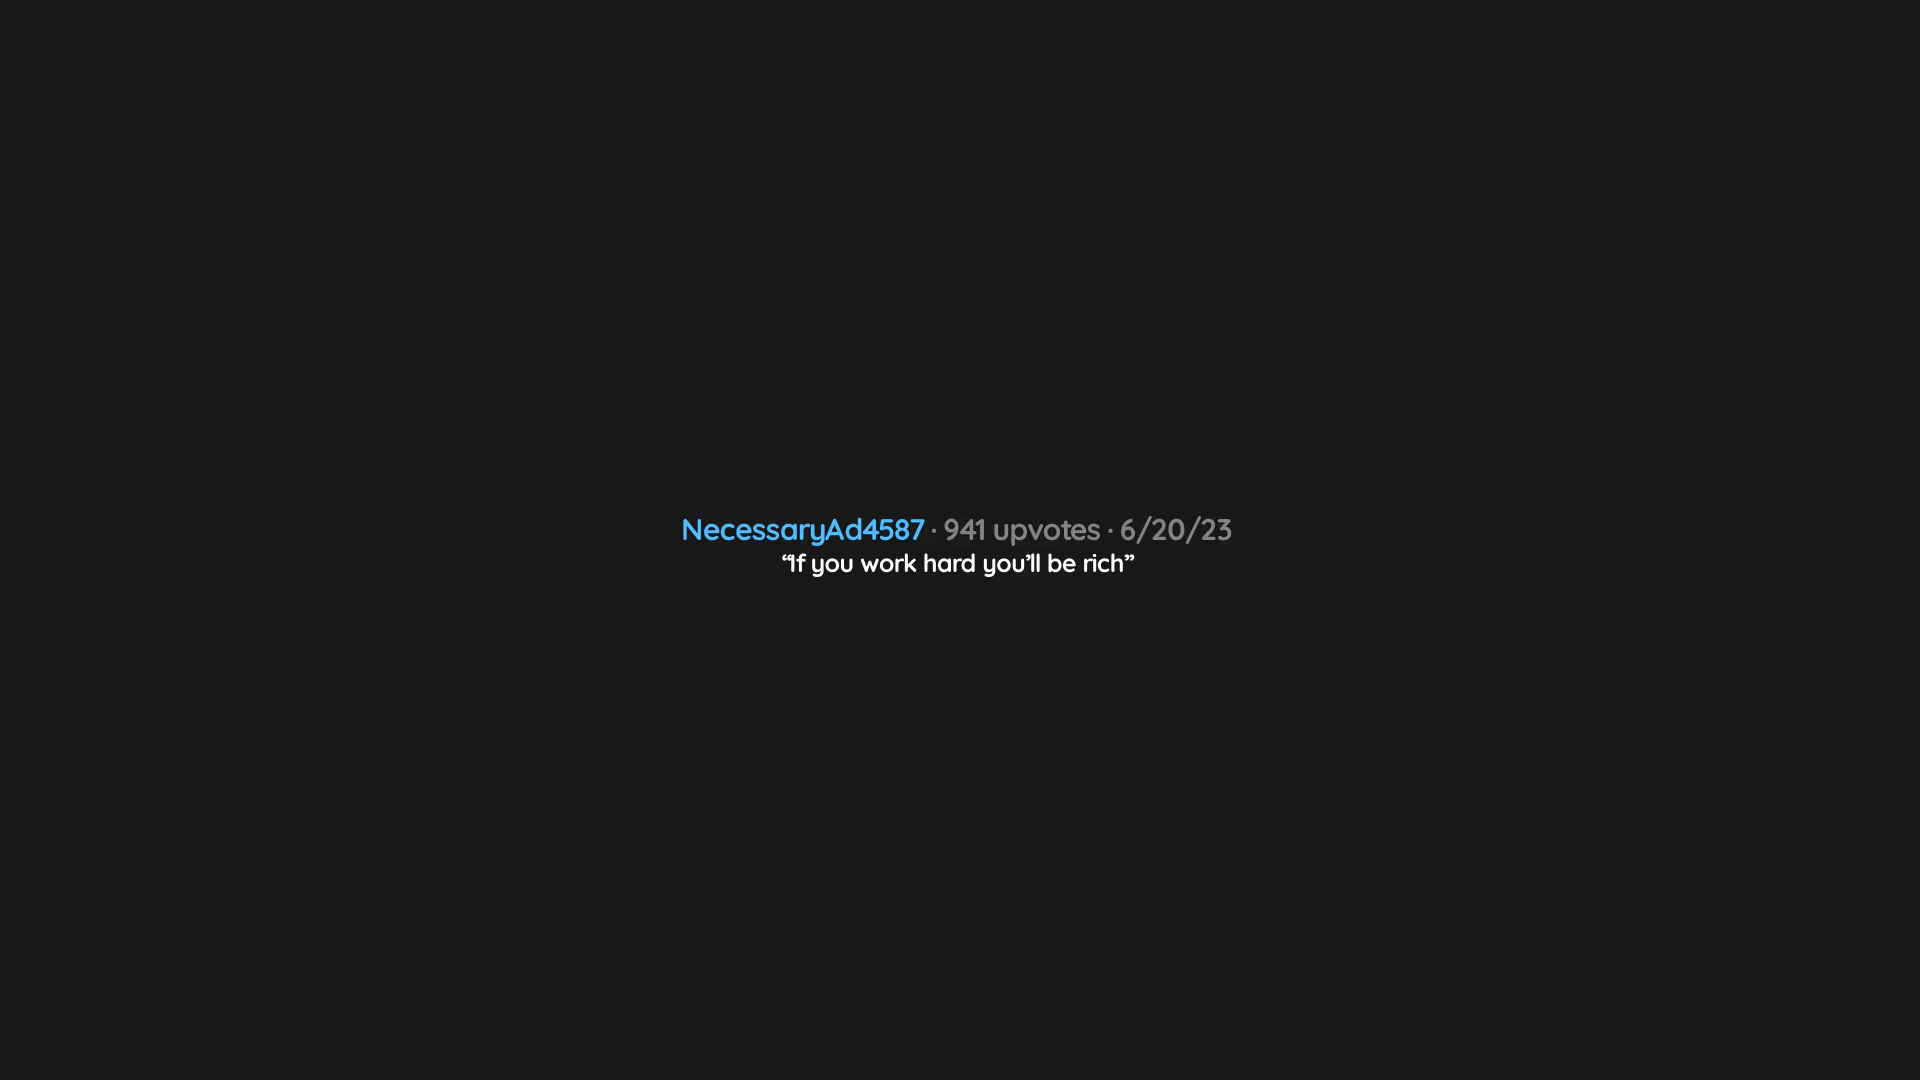 NecessaryAd4587 · 941 upvotes · 6/20/23
“If you work hard you’ll be rich”